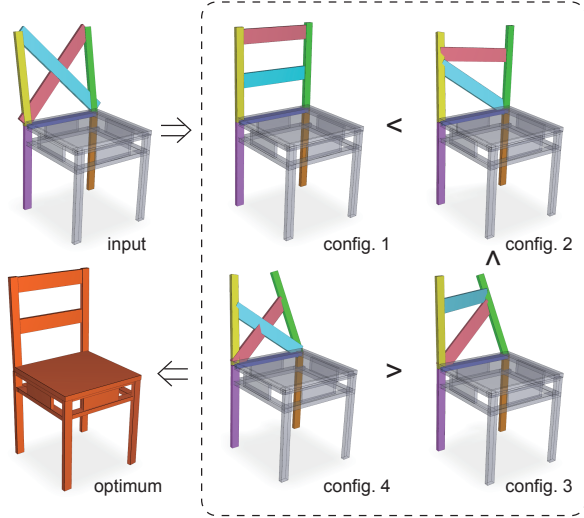 input
config. 1
<
config. 2
<
optimum
config. 4
>
config. 3